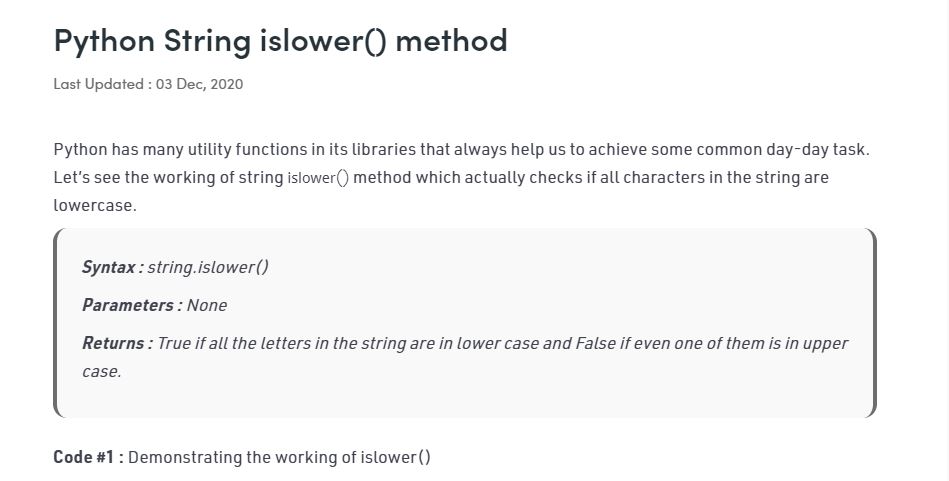 Python String islower() method
Last Updated : 03 Dec, 2020
Python has many utility functions in its libraries that always help us to achieve some common day-day task.
Let's see the working of string islower() method which actually checks if all characters in the string are
lowercase.
Syntax : string.islower()
Parameters : None
Returns : True if all the letters in the string are in lower case and False if even one of them is in upper
case.
Code #1 : Demonstrating the working of islower()